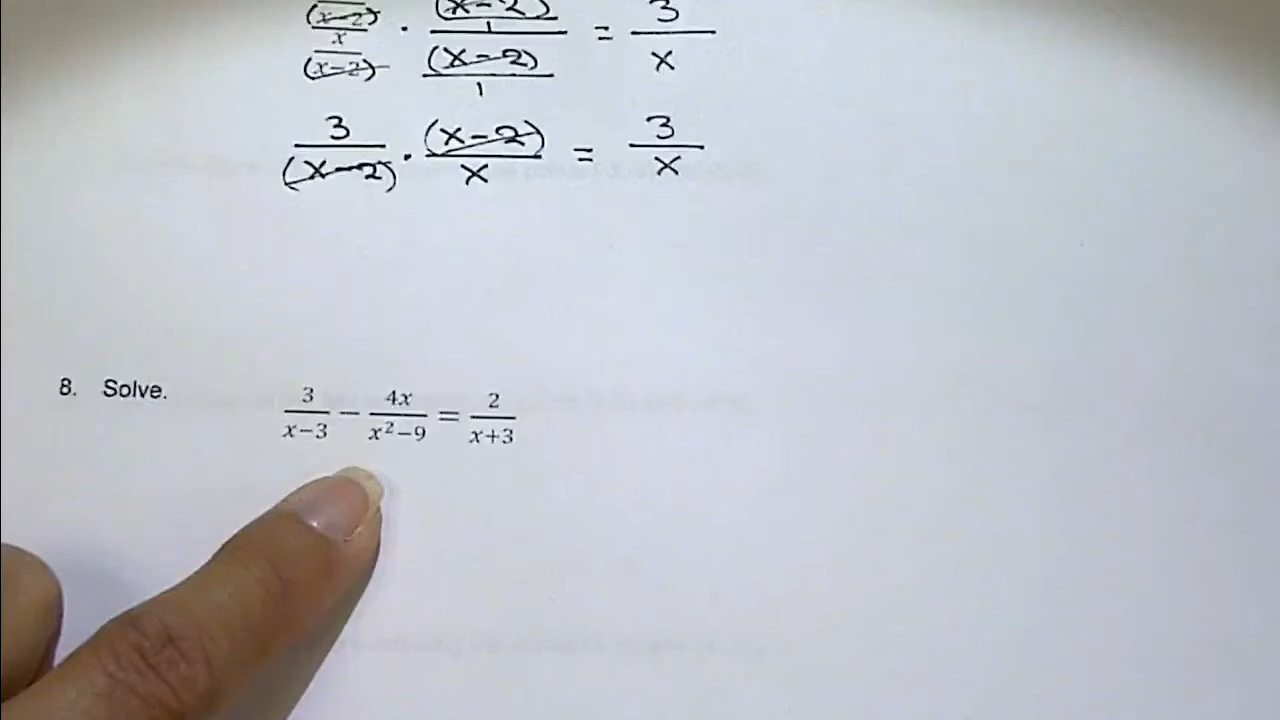 (x-2) / x / (x-2) · (x-2) / 1 / (x-2) / 1 = 3 / x
3 / (x-2) · (x-2) / x = 3 / x
8. Solve. 3/(x-3) - 4x/(x²-9) = 2/(x+3)